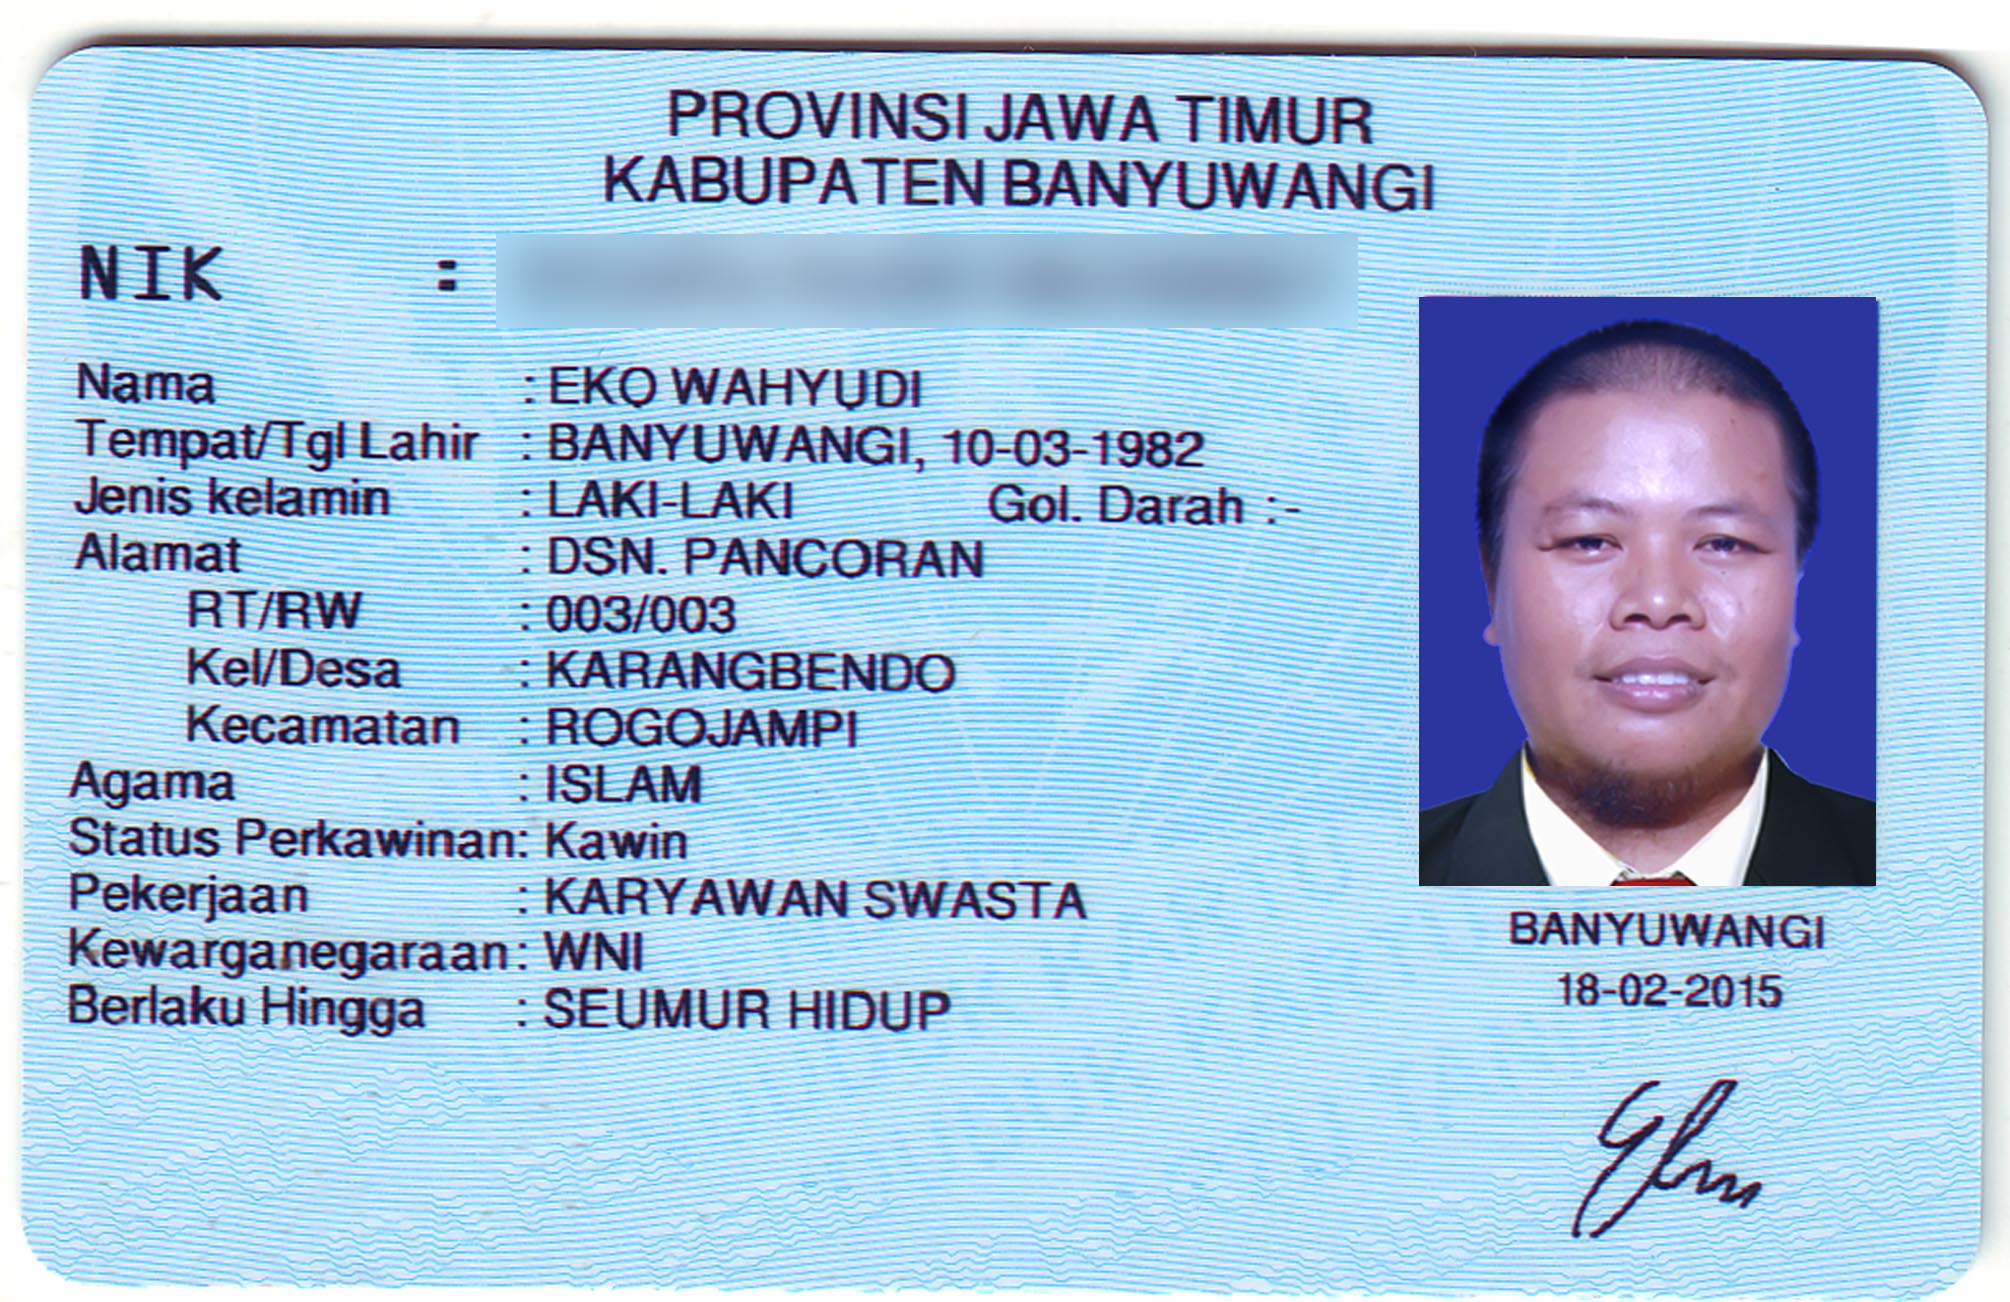 PROVINSI JAWA TIMUR
KABUPATEN BANYUWANGI
NIK :
Nama : EKO WAHYUDI
Tempat/Tgl Lahir : BANYUWANGI, 10-03-1982
Jenis kelamin : LAKI-LAKI Gol. Darah :-
Alamat : DSN. PANCORAN
RT/RW : 003/003
Kel/Desa : KARANGBENDO
Kecamatan : ROGOJAMPI
Agama : ISLAM
Status Perkawinan: Kawin
Pekerjaan : KARYAWAN SWASTA
Kewarganegaraan: WNI
Berlaku Hingga : SEUMUR HIDUP
BANYUWANGI
18-02-2015